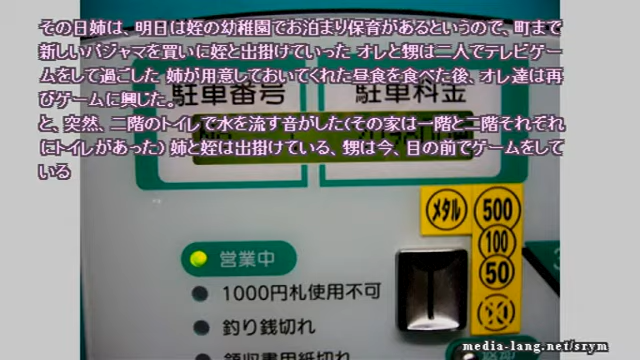 その日姉は、明日は姪の幼稚園でお泊まり保育があるというので、町まで
新しいパジャマを買いに姪と出掛けていった オレと甥は二人でテレビゲー
ムをして過ごした 姉が用意しておいてくれた昼食を食べた後、オレ達は再
びゲームに興じた。
と、突然、二階のトイレで水を流す音がした(その家は一階と二階それぞれ
にトイレがあった) 姉と姪は出掛けている、甥は今、目の前でゲームをして
いる
駐車番号
駐車料金
メダル
500
100
50
営業中
1000円札使用不可
釣り銭切れ
領収書用紙切れ
media-lang.net/srym